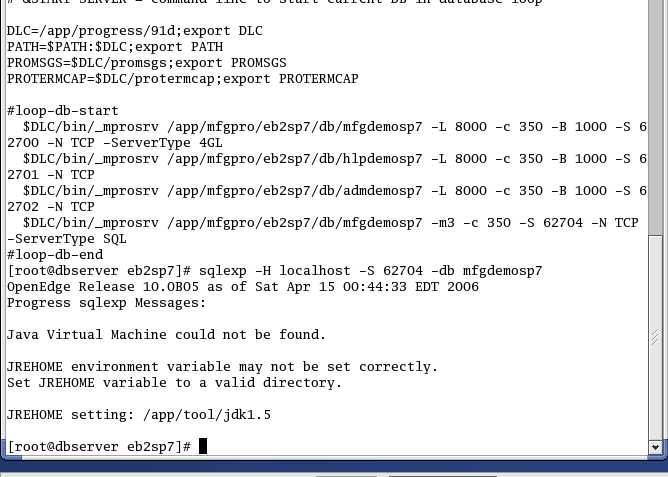 # &START-SERVER = command line to start current DB in database loop
DLC=/app/progress/91d;export DLC
PATH=$PATH:$DLC;export PATH
PROMSGS=$DLC/promsgs;export PROMSGS
PROTERMCAP=$DLC/protermcap;export PROTERMCAP
#loop-db-start
$DLC/bin/_mprosrv /app/mfgpro/eb2sp7/db/mfgdemosp7 -L 8000 -c 350 -B 1000 -S 6
2700 -N TCP -ServerType 4GL
$DLC/bin/_mprosrv /app/mfgpro/eb2sp7/db/hlpdemosp7 -L 8000 -c 350 -B 1000 -S 6
2701 -N TCP
$DLC/bin/_mprosrv /app/mfgpro/eb2sp7/db/admdemosp7 -L 8000 -c 350 -B 1000 -S 6
2702 -N TCP
$DLC/bin/_mprosrv /app/mfgpro/eb2sp7/db/mfgdemosp7 -m3 -c 350 -S 62704 -N TCP
-ServerType SQL
#loop-db-end
[root@dbserver eb2sp7]# sqlexp -H localhost -S 62704 -db mfgdemosp7
OpenEdge Release 10.0B05 as of Sat Apr 15 00:44:33 EDT 2006
Progress sqlexp Messages:
Java Virtual Machine could not be found.
JREHOME environment variable may not be set correctly.
Set JREHOME variable to a valid directory.
JREHOME setting: /app/tool/jdk1.5
[root@dbserver eb2sp7]#